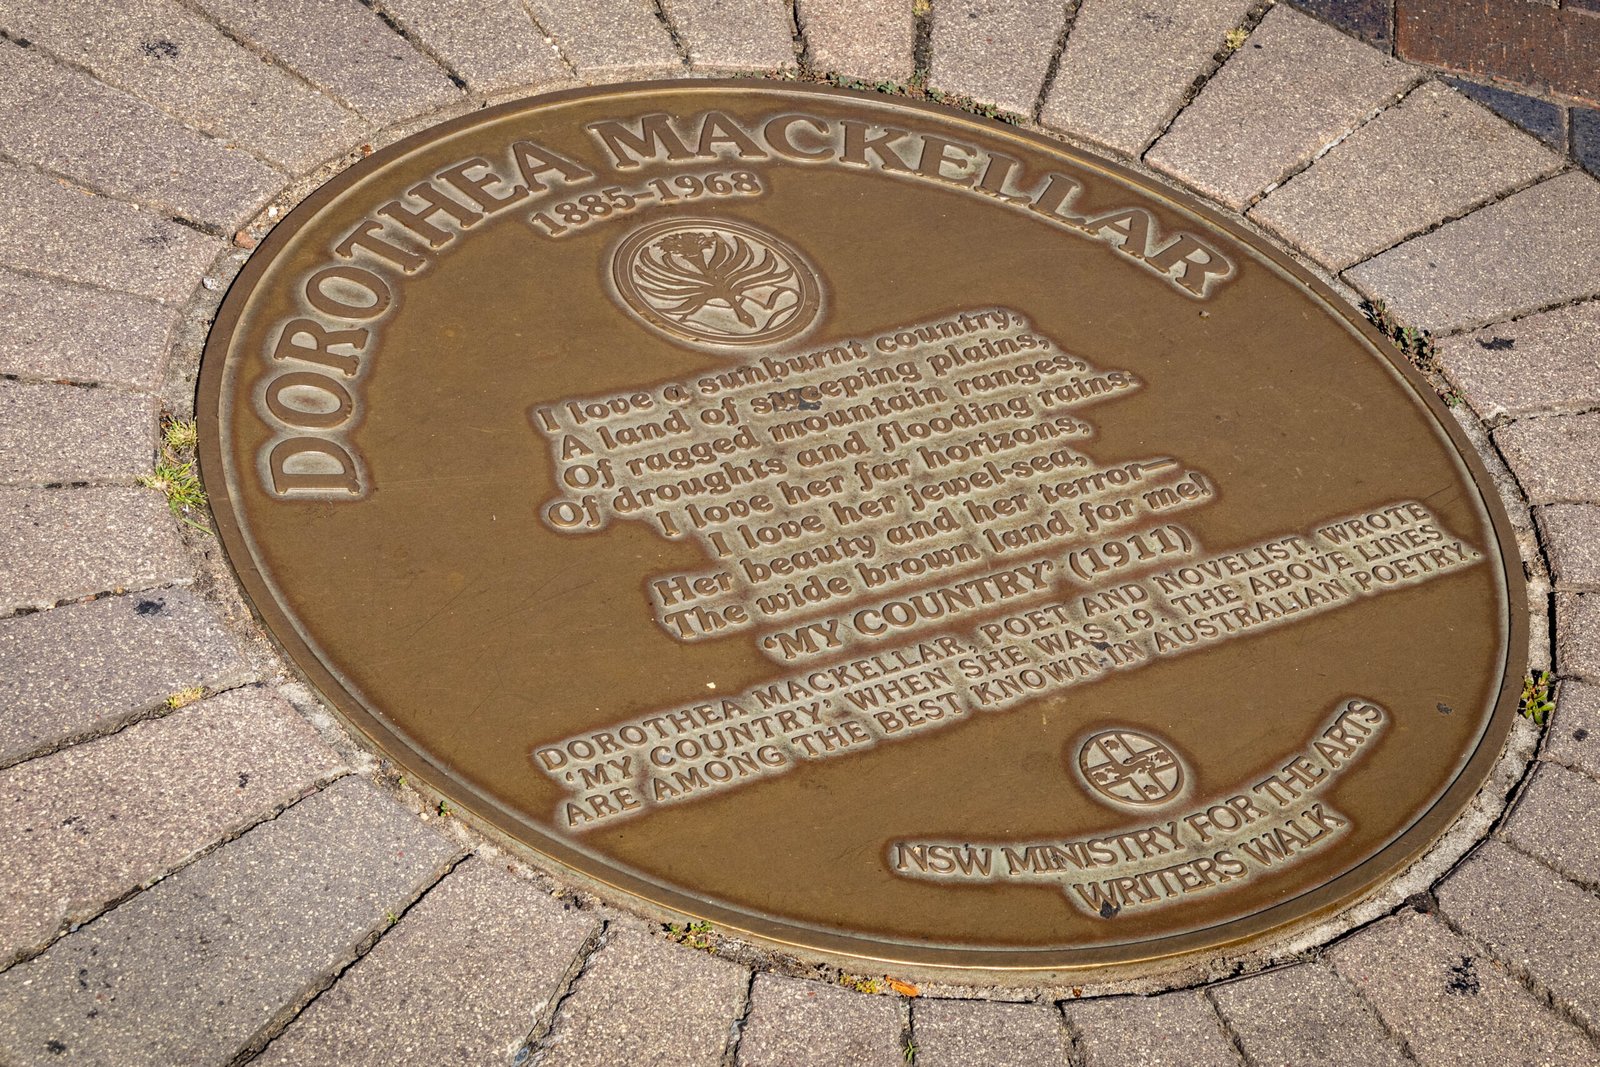 DOROTHEA MACKELLAR
1885–1968
I love a sunburnt country,
A land of sweeping plains,
Of ragged mountain ranges,
Of droughts and flooding rains.
I love her far horizons,
I love her jewel-sea,
Her beauty and her terror—
The wide brown land for me!
'MY COUNTRY' (1911)
DOROTHEA MACKELLAR, POET AND NOVELIST, WROTE
'MY COUNTRY,' WHEN SHE WAS 19. THE ABOVE LINES
ARE AMONG THE BEST KNOWN IN AUSTRALIAN POETRY.
NSW MINISTRY FOR THE ARTS
WRITERS WALK